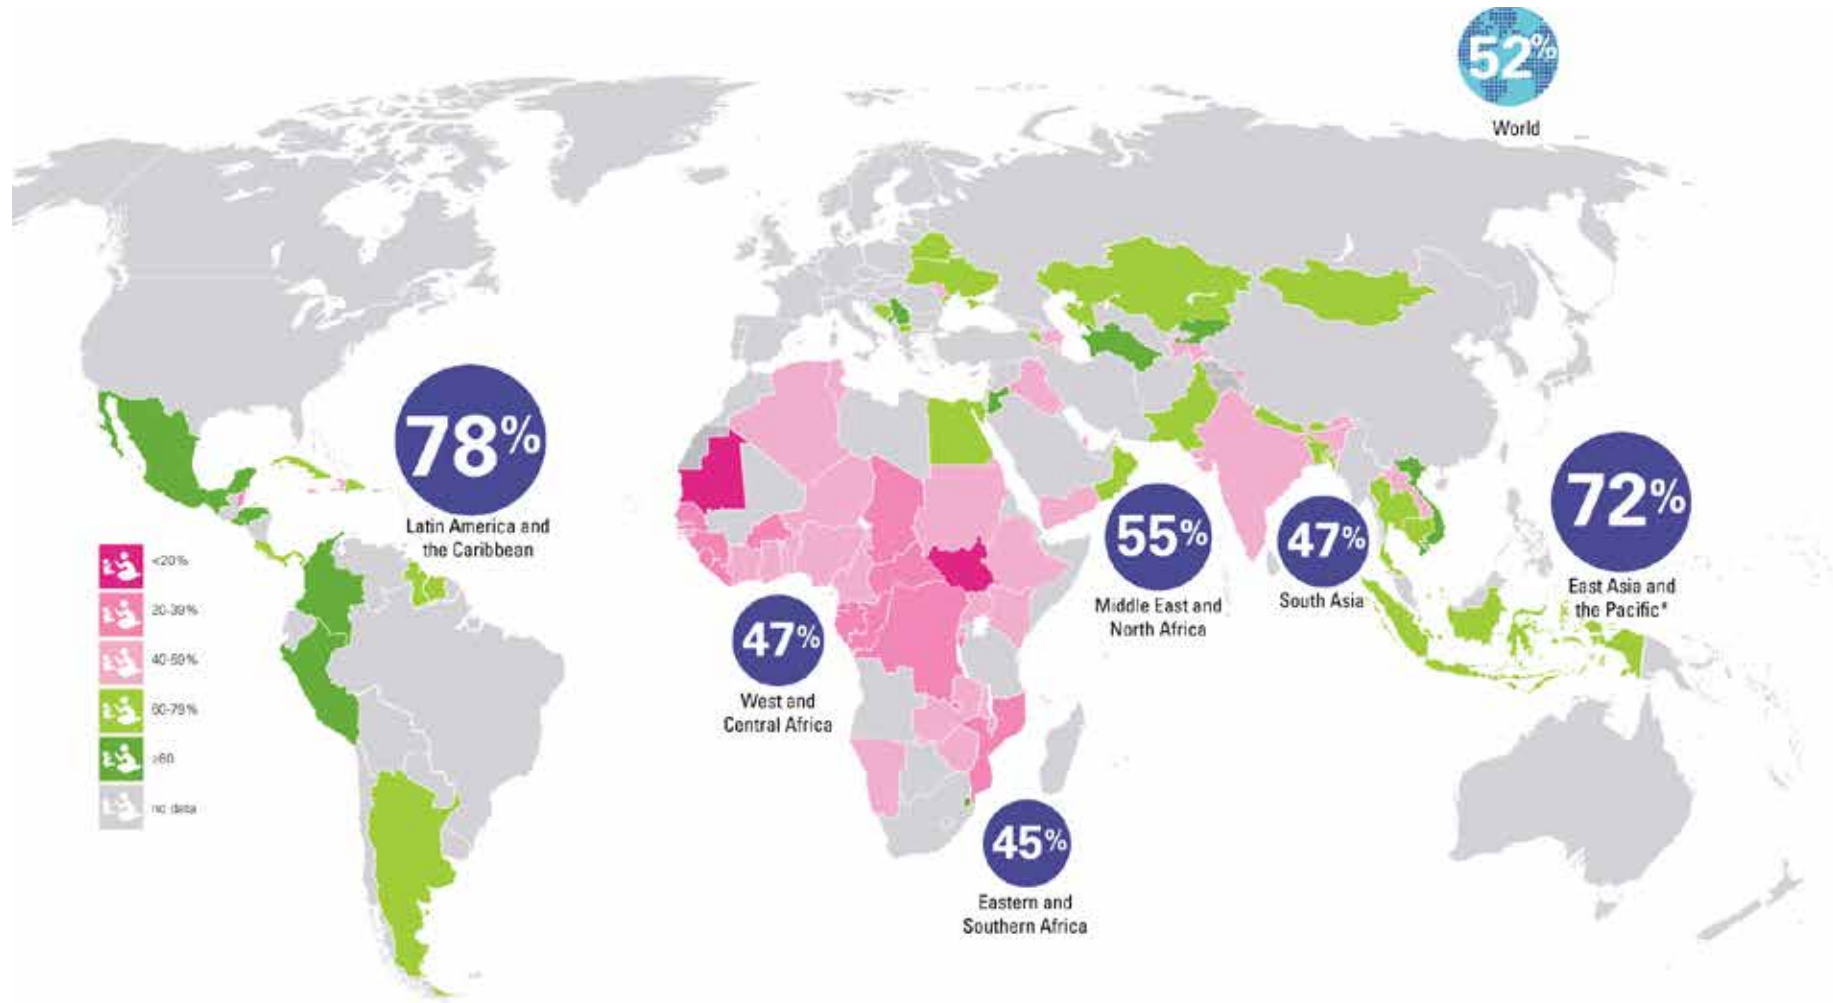 52%
World
78%
Latin America and
the Caribbean
<20%
20-39%
40-59%
60-79%
≥80
no data
47%
West and
Central Africa
55%
Middle East and
North Africa
47%
South Asia
72%
East Asia and
the Pacific*
45%
Eastern and
Southern Africa